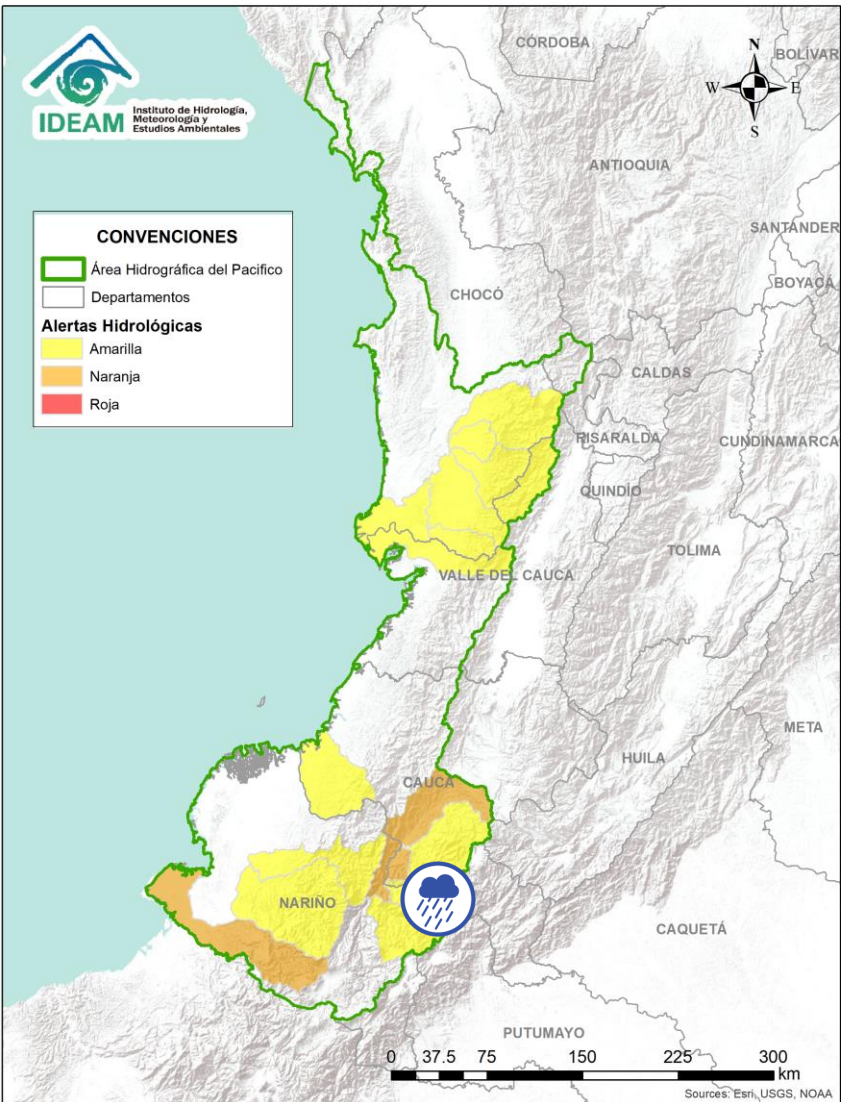 IDEAM
Instituto de Hidrología,
Meteorología y
Estudios Ambientales
N
W
E
S
CÓRDOBA
BOLÍVAR
ANTIOQUIA
SANTANDER
BOYACÁ
CONVENCIONES
Área Hidrográfica del Pacifico
Departamentos
Alertas Hidrológicas
Amarilla
Naranja
Roja
CHOCÓ
CALDAS
RISARALDA
CUNDINAMARCA
QUINDÍO
TOLIMA
VALLE DEL CAUCA
META
HUILA
CAUCA
NARIÑO
CAQUETÁ
PUTUMAYO
0 37.5 75 150 225 300
km
Sources: Esri, USGS, NOAA